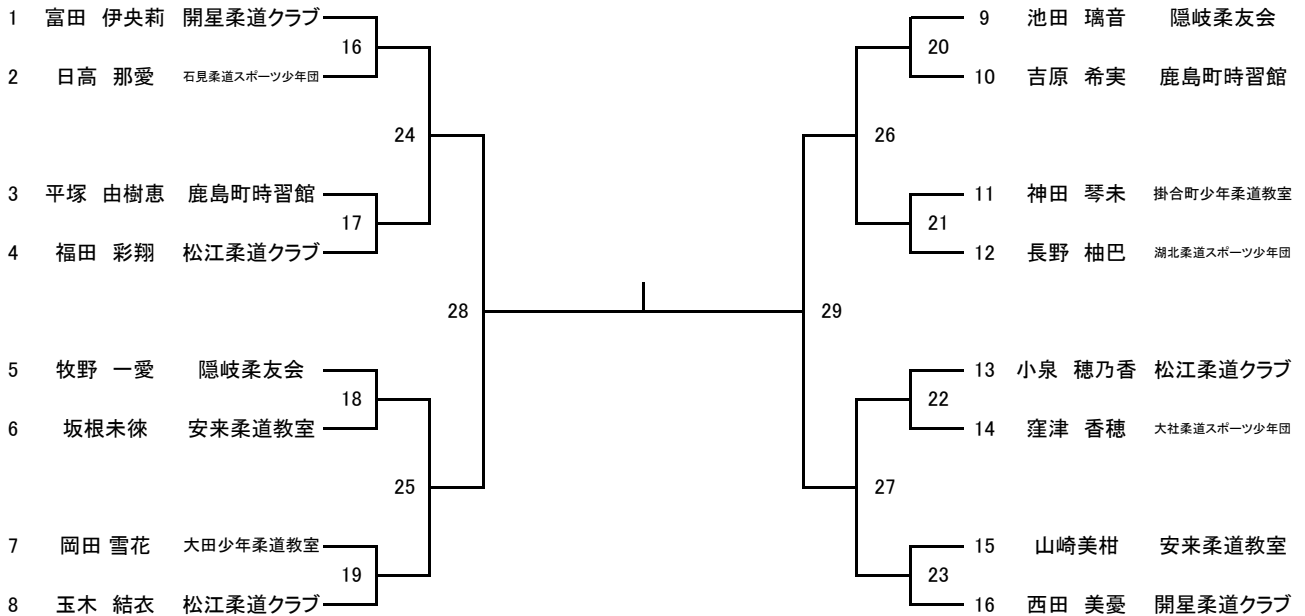 1 富田 伊央莉 開星柔道クラブ
16
2 日高 那愛 石見柔道スポーツ少年団
24
3 平塚 由樹恵 鹿島町時習館
17
4 福田 彩翔 松江柔道クラブ
28
5 牧野 一愛 隠岐柔友会
18
6 坂根未徠 安来柔道教室
25
7 岡田 雪花 大田少年柔道教室
19
8 玉木 結衣 松江柔道クラブ
9 池田 璃音 隠岐柔友会
20
10 吉原 希実 鹿島町時習館
26
11 神田 琴未 掛合町少年柔道教室
21
12 長野 柚巴 湖北柔道スポーツ少年団
29
13 小泉 穂乃香 松江柔道クラブ
22
14 窪津 香穂 大社柔道スポーツ少年団
27
15 山崎美柑 安来柔道教室
23
16 西田 美憂 開星柔道クラブ